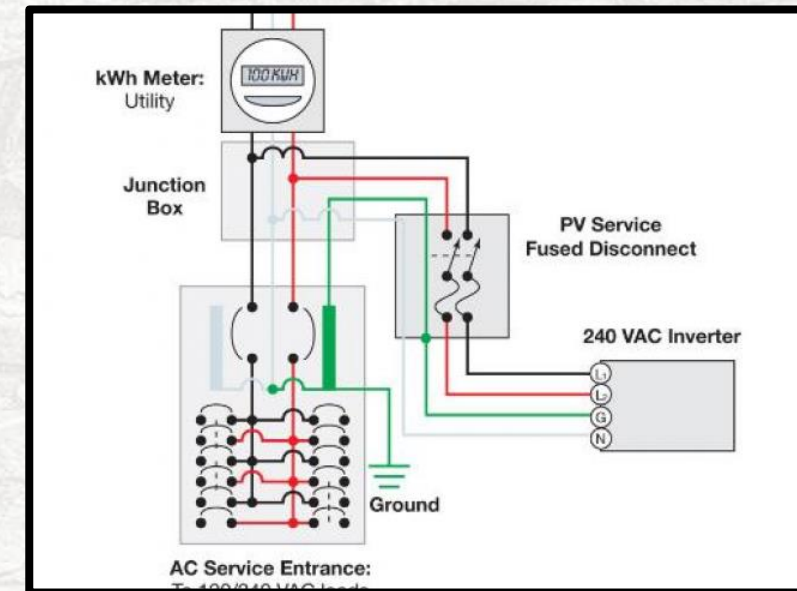 100 KWH
kWh Meter:
Utility
Junction
Box
PV Service
Fused Disconnect
240 VAC Inverter
L1
L2
G
N
Ground
AC Service Entrance: